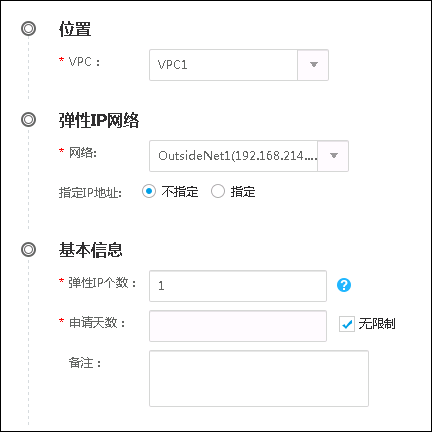 位置
* VPC：
VPC1
弹性IP网络
* 网络:
OutsideNet1(192.168.214....
指定IP地址:
不指定
指定
基本信息
* 弹性IP个数：
1
?
* 申请天数：
无限制
备注：